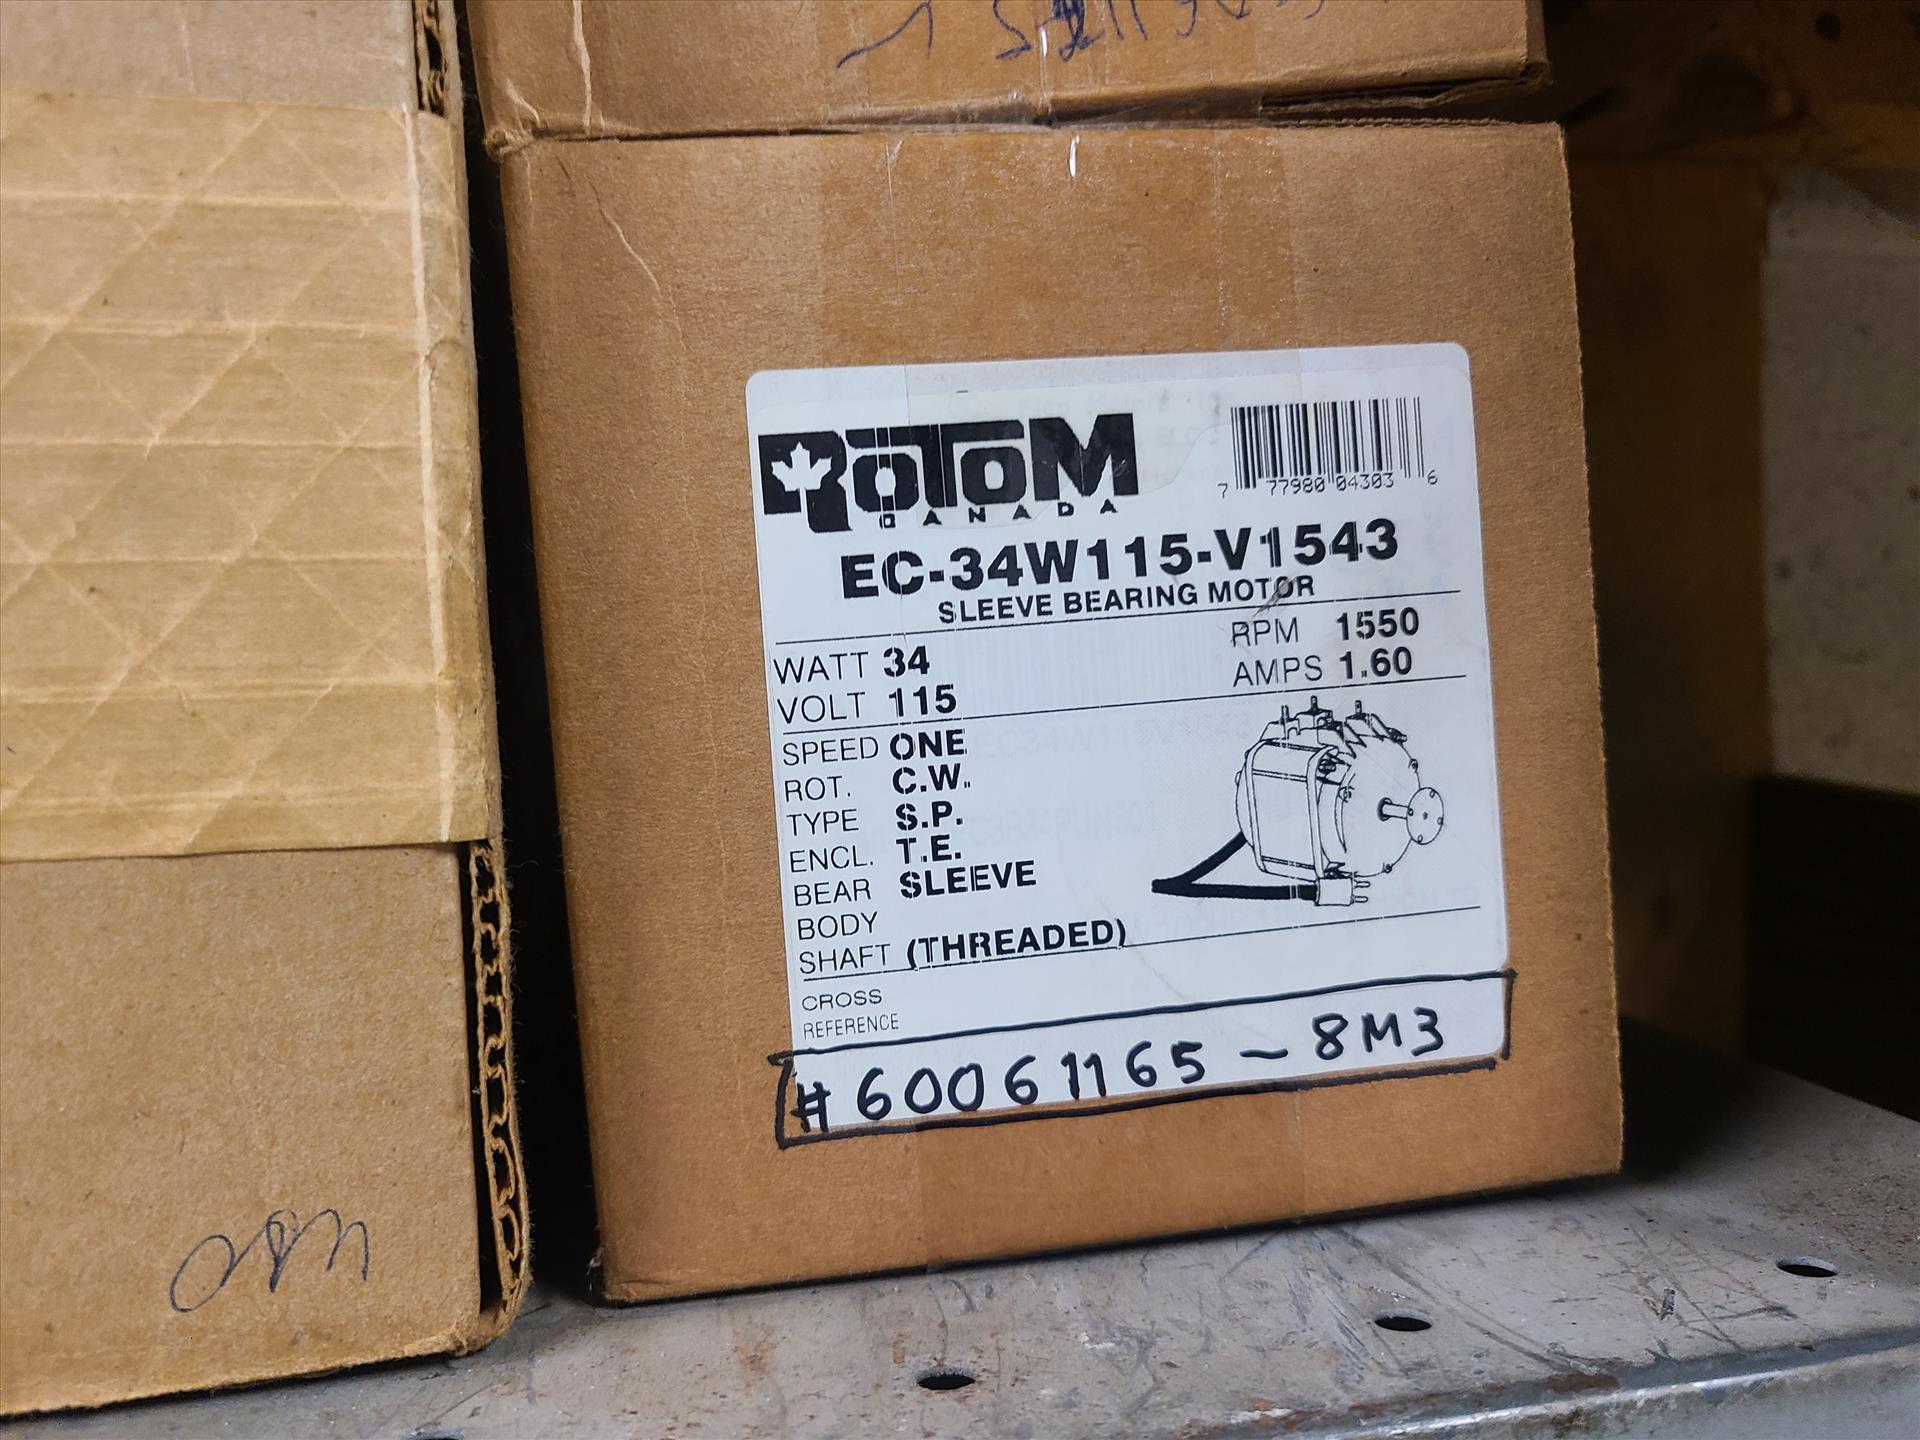 ROTOM
CANADA
7 77980 04303 6
EC-34W115-V1543
SLEEVE BEARING MOTOR
WATT 34 RPM 1550
VOLT 115 AMPS 1.60
SPEED ONE
ROT. C.W.
TYPE S.P.
ENCL. T.E.
BEAR SLEEVE
BODY
SHAFT (THREADED)
CROSS
REFERENCE
#60061165-8M3